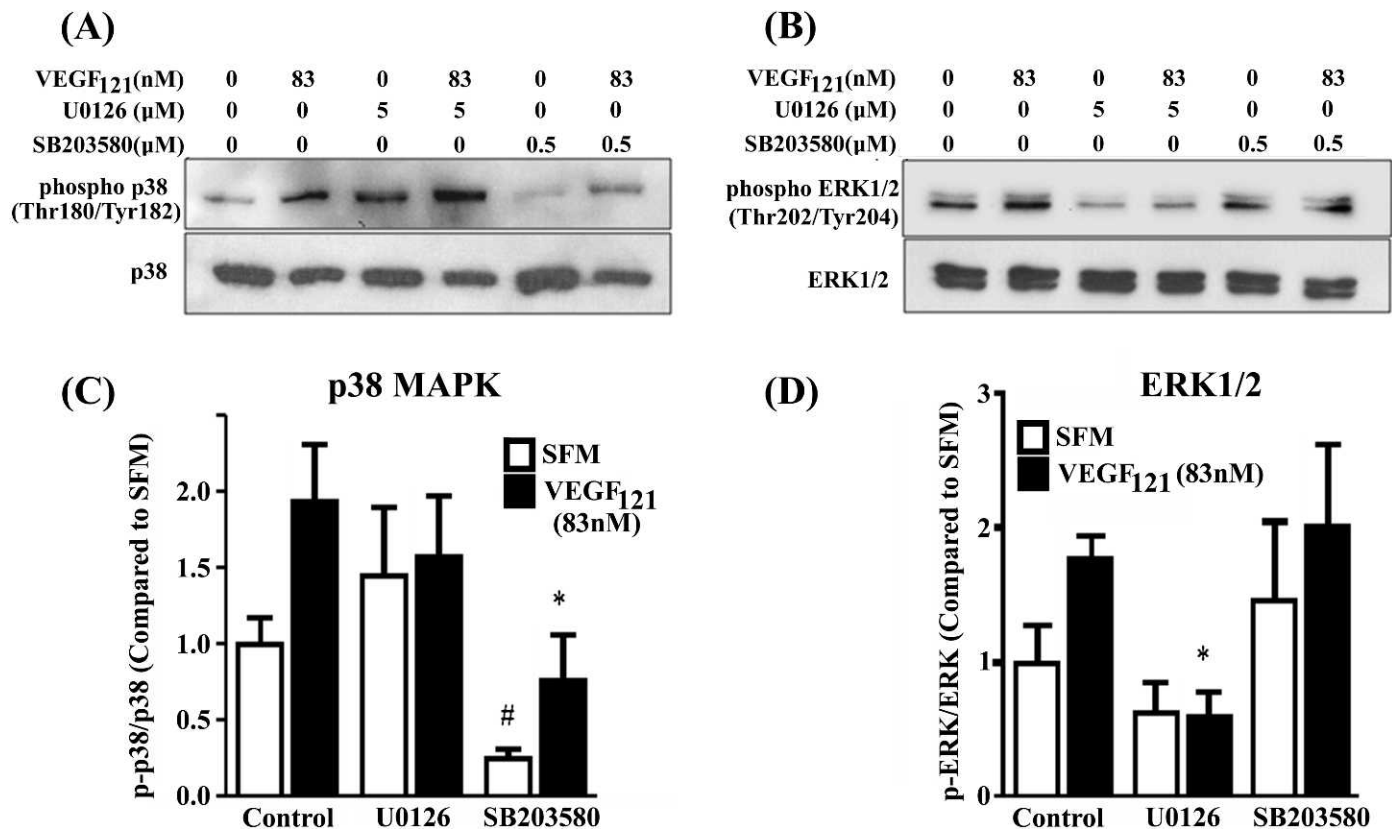 (A)
VEGF121(nM) 0 83 0 83 0 83
U0126 (µM) 0 0 5 5 0 0
SB203580(µM) 0 0 0 0 0.5 0.5
phospho p38
(Thr180/Tyr182)
p38
(B)
VEGF121(nM) 0 83 0 83 0 83
U0126 (µM) 0 0 5 5 0 0
SB203580(µM) 0 0 0 0 0.5 0.5
phospho ERK1/2
(Thr202/Tyr204)
ERK1/2
(C)
p38 MAPK
p-p38/p38 (Compared to SFM)
2.0
1.5
1.0
0.5
0.0
SFM
VEGF121
(83nM)
*
#
Control U0126 SB203580
(D)
ERK1/2
p-ERK/ERK (Compared to SFM)
3
2
1
0
SFM
VEGF121 (83nM)
*
Control U0126 SB203580